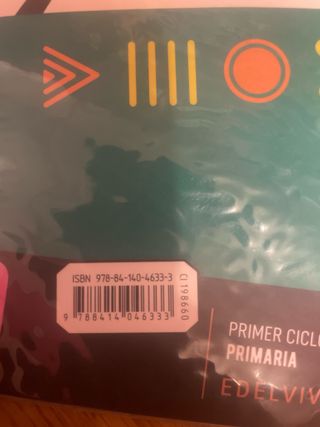 ISBN 978-84-140-4633-3
CI 198660
9 788414 046333
PRIMER CICLO
PRIMARIA
EDELVIV